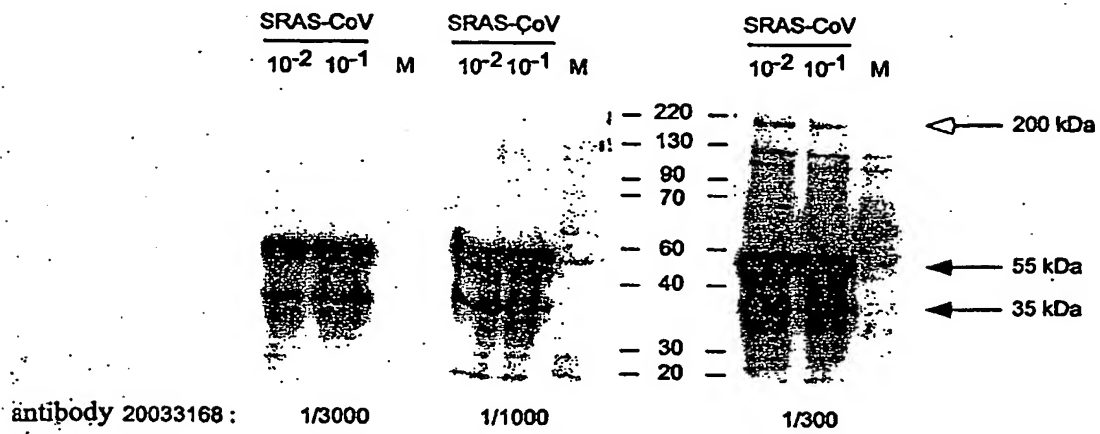 SRAS-CoV SRAS-ÇoV SRAS-CoV
10-2 10-1 M 10-2 10-1 M 10-2 10-1 M
220
200 kDa
130
90
70
60
55 kDa
40
35 kDa
30
20
antibody 20033168 : 1/3000 1/1000 1/300